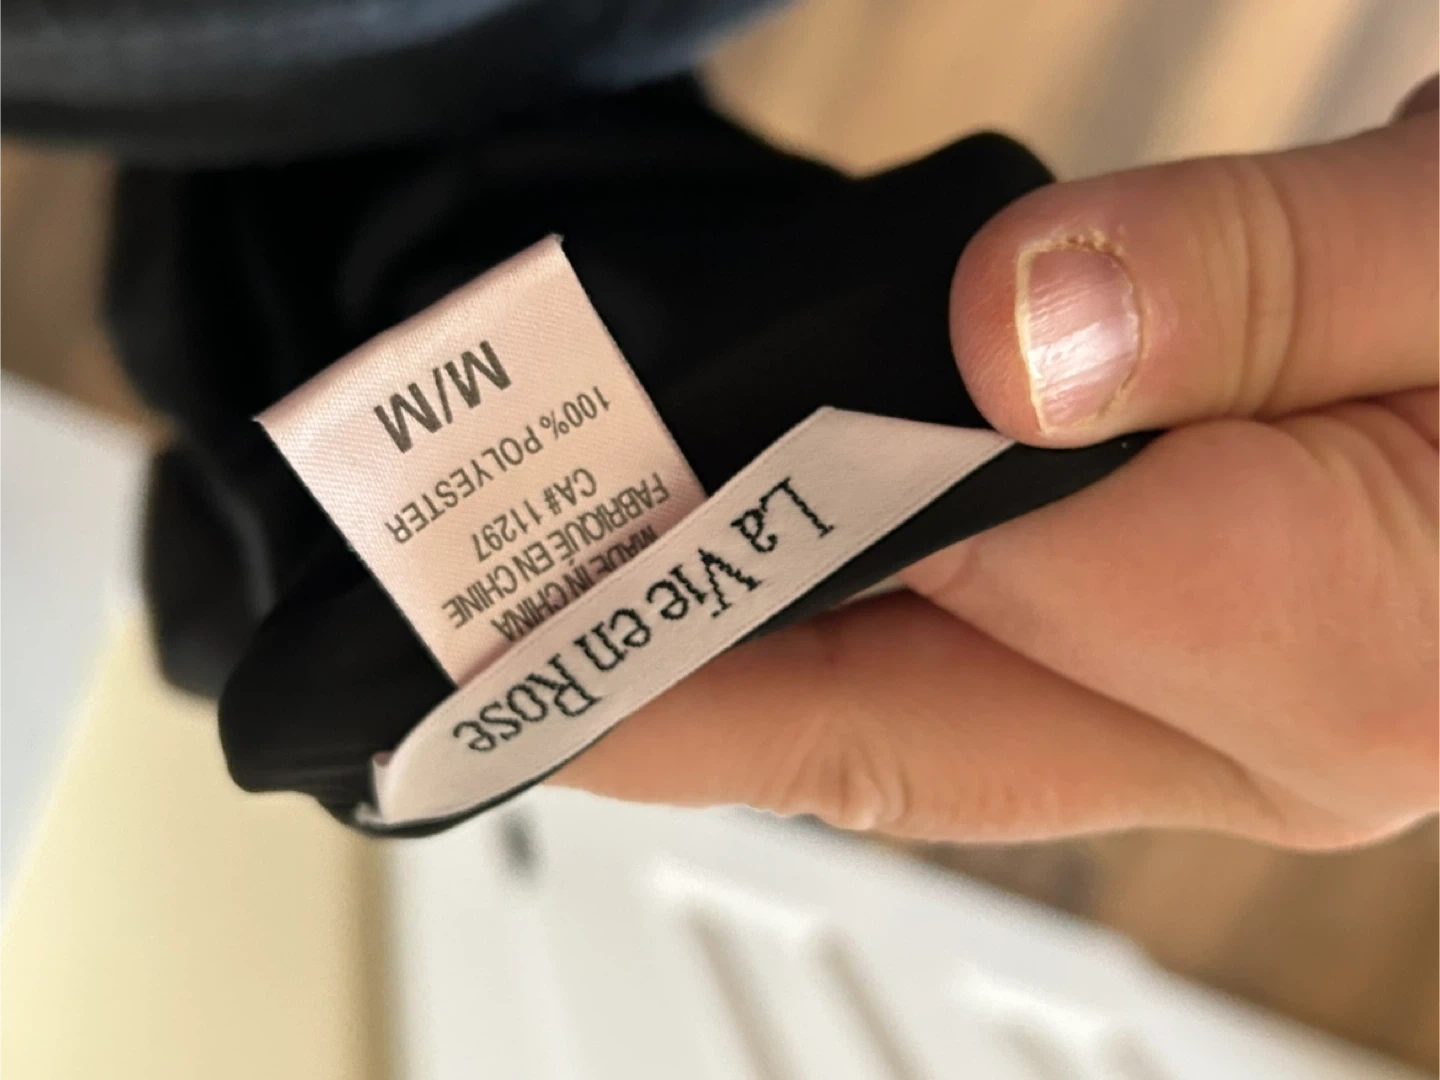 La Vie en Rose
M/M
100% POLYESTER
CA# 11297
FABRIQUÉ EN CHINE
MADE IN CHINA